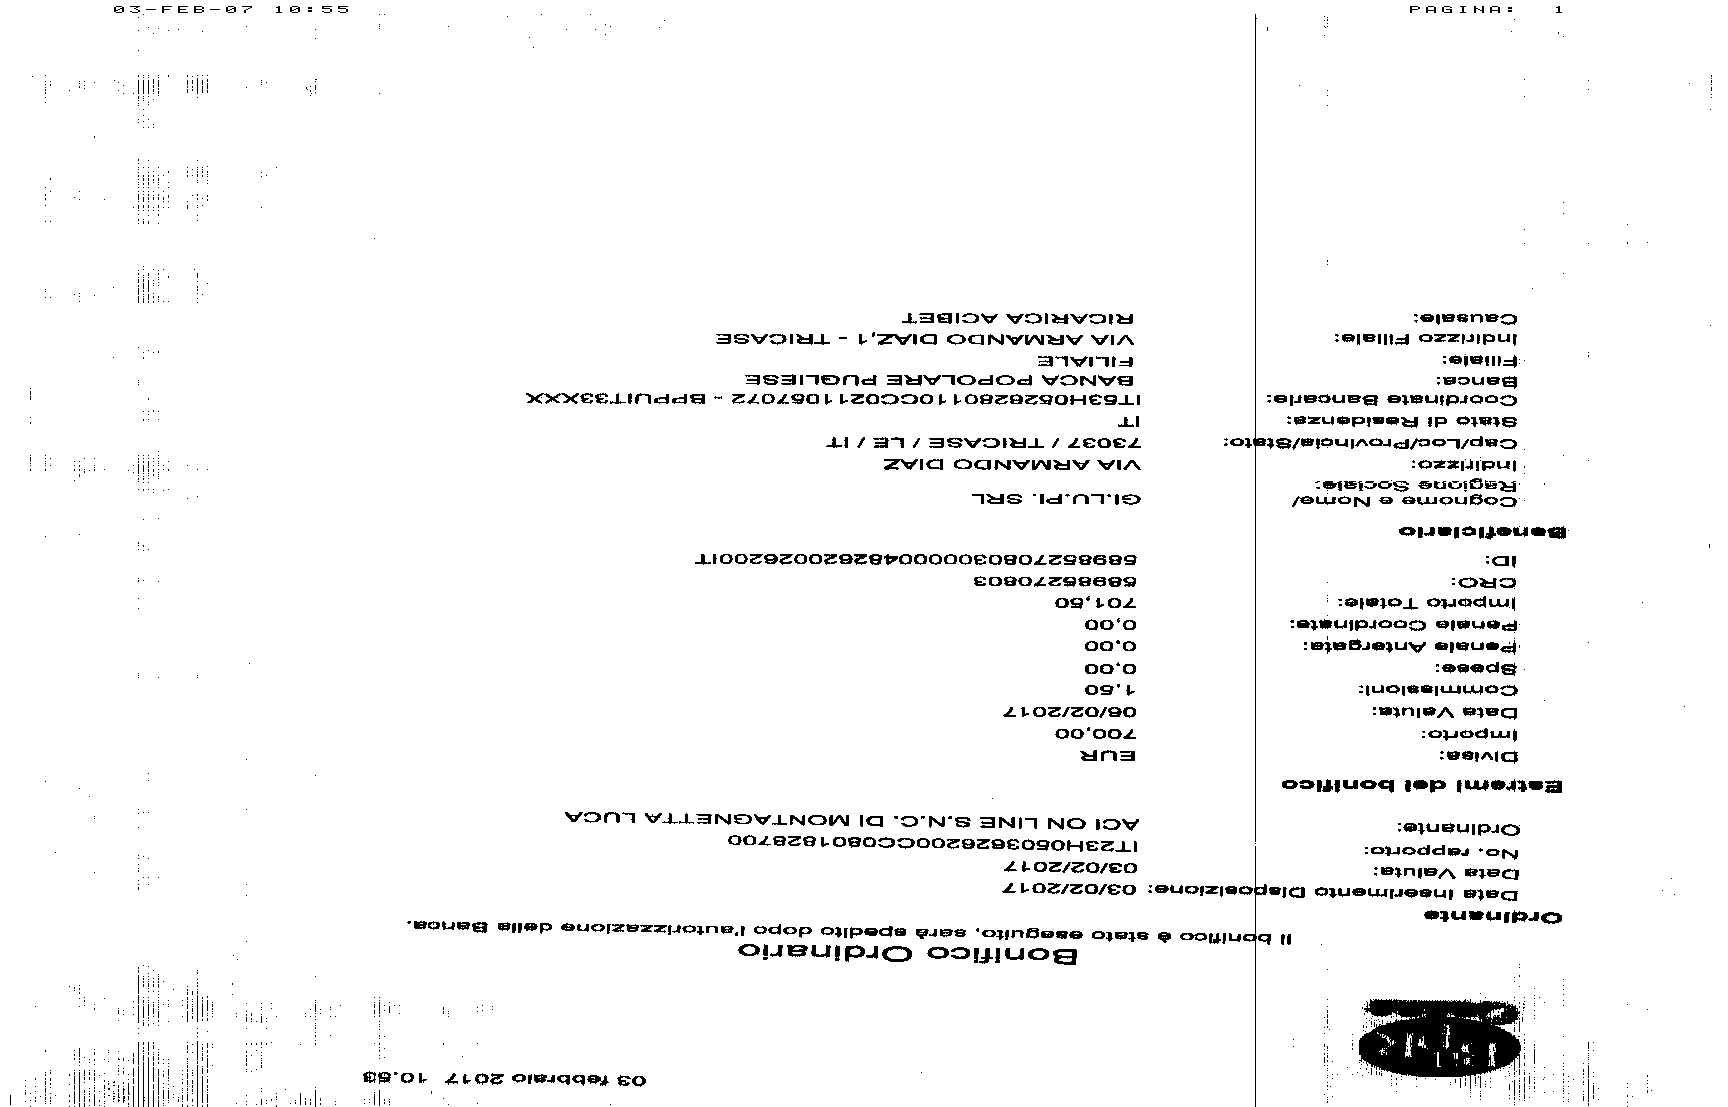 03-FEB-07 10:55 PAGINA: 1
03 febbraio 2017 10.53
Bonifico Ordinario
Il bonifico è stato eseguito, sarà spedito dopo l'autorizzazione della Banca.
Ordinante
Data Inserimento Disposizione: 03/02/2017
Data Valuta: 03/02/2017
No. rapporto: IT23H0503626200CC0801828700
Ordinante: ACI ON LINE S.N.C. DI MONTAGNETTA LUCA
Estremi del bonifico
Divisa: EUR
Importo: 700,00
Data Valuta: 06/02/2017
Commissioni: 1,50
Spese: 0,00
Penale Antergata: 0,00
Penale Coordinate: 0,00
Importo Totale: 701,50
CRO: 58985270803
ID: 5898527080300000482620026200IT
Beneficiario
Cognome e Nome/
Ragione Sociale: GI.LU.PI. SRL
Indirizzo: VIA ARMANDO DIAZ
Cap/Loc/Provincia/Stato: 73037 / TRICASE / LE / IT
Stato di Residenza: IT
Coordinate Bancarie: IT53H0526280110CC0211057072 - BPPUIT33XXX
Banca: BANCA POPOLARE PUGLIESE
Filiale: FILIALE
Indirizzo Filiale: VIA ARMANDO DIAZ,1 - TRICASE
Causale: RICARICA ACIBET